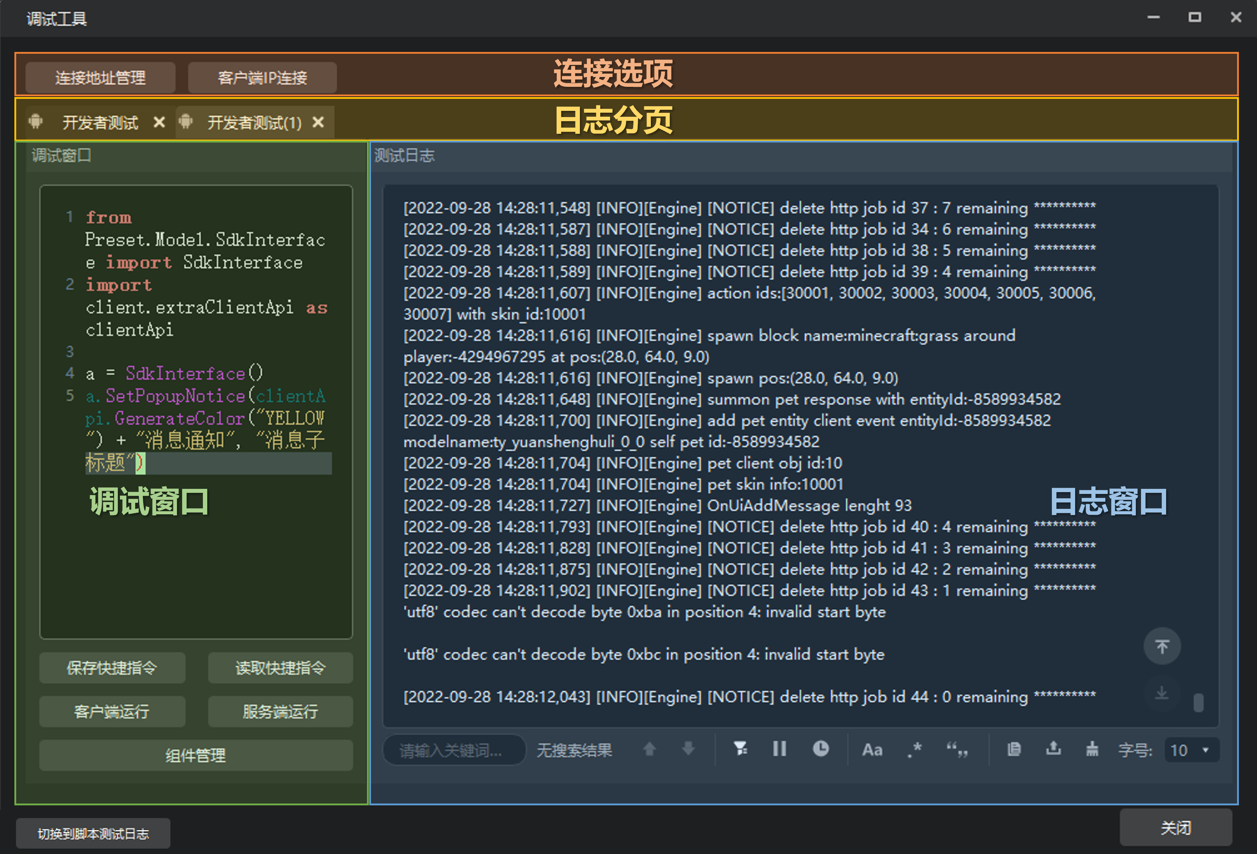 调试工具
连接地址管理 客户端IP连接 连接选项
开发者测试 开发者测试(1) 日志分页
调试窗口
1 from
Preset.Model.SdkInterfac
e import SdkInterface
2 import
client.extraClientApi as
clientApi
3
4 a = SdkInterface()
5 a.SetPopupNotice(clientA
pi.GenerateColor("YELLOW
") + "消息通知", "消息子
标题")
调试窗口
保存快捷指令 读取快捷指令
客户端运行 服务端运行
组件管理
测试日志
[2022-09-28 14:28:11,548] [INFO][Engine] [NOTICE] delete http job id 37 : 7 remaining **********
[2022-09-28 14:28:11,587] [INFO][Engine] [NOTICE] delete http job id 34 : 6 remaining **********
[2022-09-28 14:28:11,588] [INFO][Engine] [NOTICE] delete http job id 38 : 5 remaining **********
[2022-09-28 14:28:11,589] [INFO][Engine] [NOTICE] delete http job id 39 : 4 remaining **********
[2022-09-28 14:28:11,607] [INFO][Engine] action ids:[30001, 30002, 30003, 30004, 30005, 30006,
30007] with skin_id:10001
[2022-09-28 14:28:11,616] [INFO][Engine] spawn block name:minecraft:grass around
player:-4294967295 at pos:(28.0, 64.0, 9.0)
[2022-09-28 14:28:11,616] [INFO][Engine] spawn pos:(28.0, 64.0, 9.0)
[2022-09-28 14:28:11,648] [INFO][Engine] summon pet response with entityId:-8589934582
[2022-09-28 14:28:11,700] [INFO][Engine] add pet entity client event entityId:-8589934582
modelname:ty_yuanshenghuli_0_0 self pet id:-8589934582
[2022-09-28 14:28:11,704] [INFO][Engine] pet client obj id:10
[2022-09-28 14:28:11,704] [INFO][Engine] pet skin info:10001
[2022-09-28 14:28:11,727] [INFO][Engine] OnUiAddMessage lenght 93
日志窗口
[2022-09-28 14:28:11,793] [INFO][Engine] [NOTICE] delete http job id 40 : 4 remaining **********
[2022-09-28 14:28:11,828] [INFO][Engine] [NOTICE] delete http job id 41 : 3 remaining **********
[2022-09-28 14:28:11,875] [INFO][Engine] [NOTICE] delete http job id 42 : 2 remaining **********
[2022-09-28 14:28:11,902] [INFO][Engine] [NOTICE] delete http job id 43 : 1 remaining **********
'utf8' codec can't decode byte 0xba in position 4: invalid start byte
'utf8' codec can't decode byte 0xbc in position 4: invalid start byte
[2022-09-28 14:28:12,043] [INFO][Engine] [NOTICE] delete http job id 44 : 0 remaining **********
请输入关键词... 无搜索结果 Aa .* “„ 字号: 10
切换到脚本测试日志 关闭